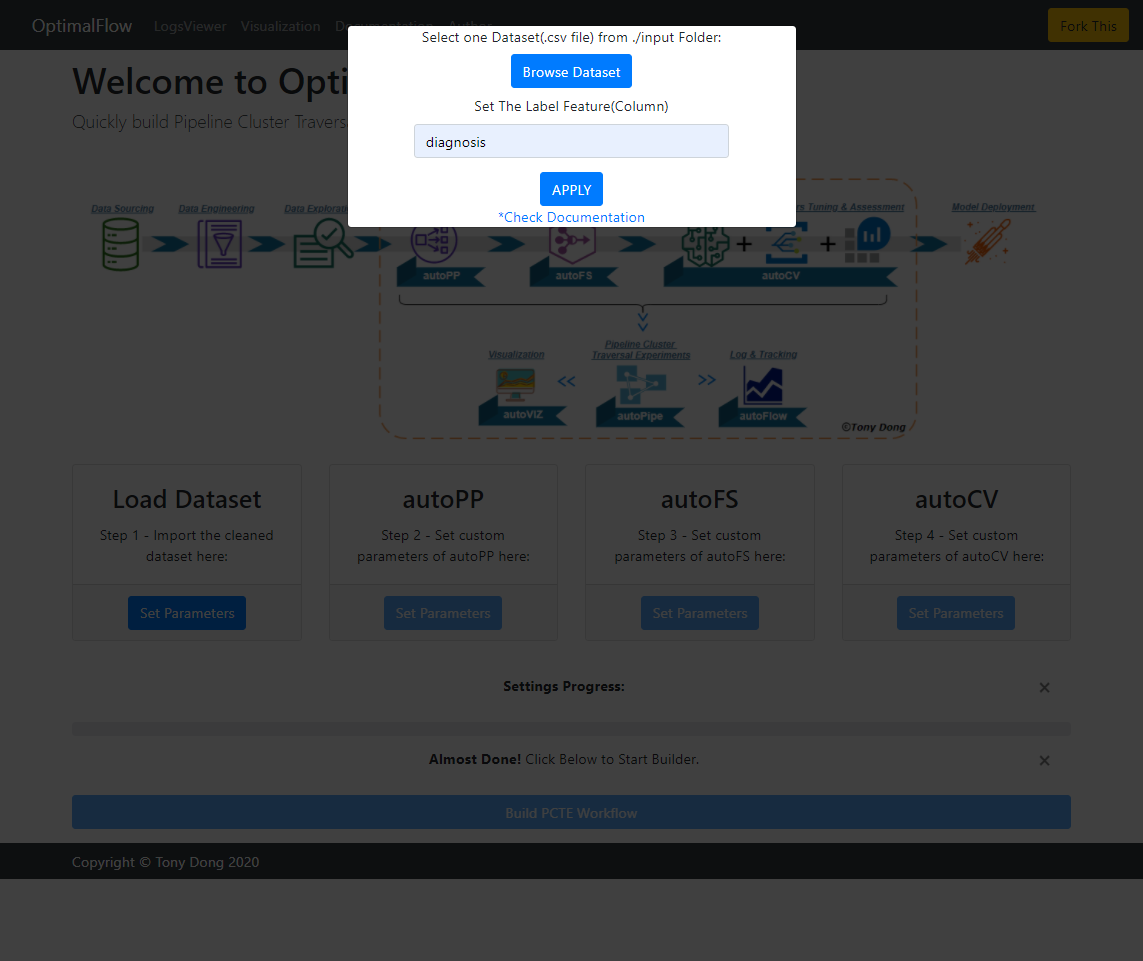 OptimalFlow LogsViewer Visualization Documentation Author Fork This
Select one Dataset(.csv file) from ./input Folder:
Browse Dataset
Set The Label Feature(Column)
diagnosis
APPLY
*Check Documentation
Welcome to Opti
Quickly build Pipeline Cluster Travers
Data Sourcing Data Engineering Data Exploration rs Tuning & Assessment Model Deployment
autoPP autoFS autoCV
Visualization
Pipeline Cluster
Traversal Experiments
Log & Tracking
autoVIZ autoPipe autoFlow
©Tony Dong
Load Dataset
Step 1 - Import the cleaned
dataset here:
Set Parameters
autoPP
Step 2 - Set custom
parameters of autoPP here:
Set Parameters
autoFS
Step 3 - Set custom
parameters of autoFS here:
Set Parameters
autoCV
Step 4 - Set custom
parameters of autoCV here:
Set Parameters
Settings Progress: ×
Almost Done! Click Below to Start Builder. ×
Build PCTE Workflow
Copyright © Tony Dong 2020